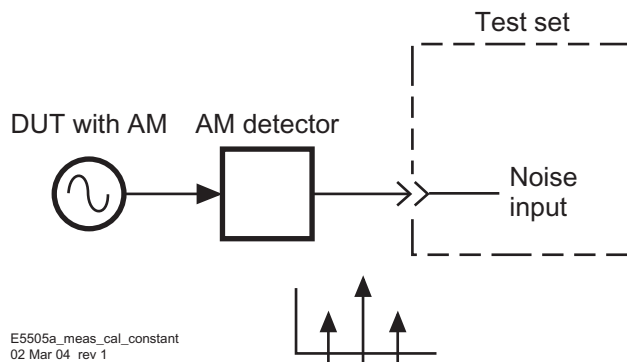 Test set
DUT with AM
AM detector
Noise
input
E5505a_meas_cal_constant
02 Mar 04 rev 1